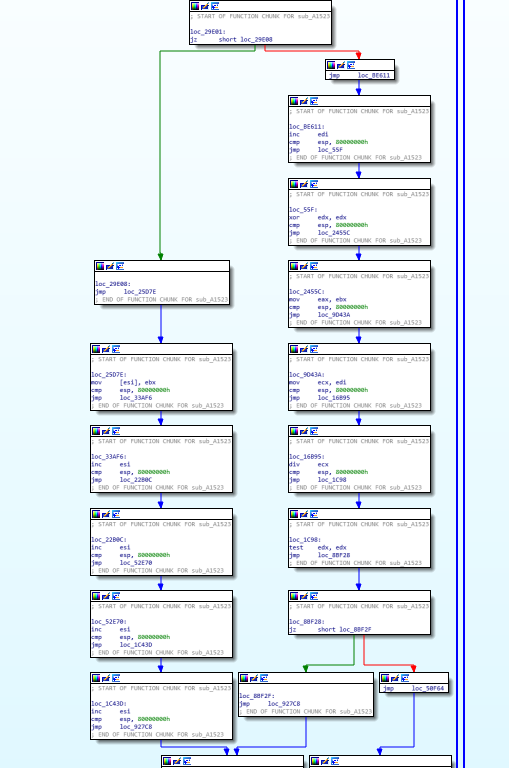 ; START OF FUNCTION CHUNK FOR sub_A1523
loc_29E01:
jz short loc_29E08
jmp loc_BE611
; START OF FUNCTION CHUNK FOR sub_A1523
loc_BE611:
inc edi
cmp esp, 80000000h
jmp loc_55F
; END OF FUNCTION CHUNK FOR sub_A1523
; START OF FUNCTION CHUNK FOR sub_A1523
loc_55F:
xor edx, edx
cmp esp, 80000000h
jmp loc_2455C
; END OF FUNCTION CHUNK FOR sub_A1523
loc_29E08:
jmp loc_25D7E
; END OF FUNCTION CHUNK FOR sub_A1523
; START OF FUNCTION CHUNK FOR sub_A1523
loc_2455C:
mov eax, ebx
cmp esp, 80000000h
jmp loc_9D43A
; END OF FUNCTION CHUNK FOR sub_A1523
; START OF FUNCTION CHUNK FOR sub_A1523
loc_25D7E:
mov [esi], ebx
cmp esp, 80000000h
jmp loc_33AF6
; END OF FUNCTION CHUNK FOR sub_A1523
; START OF FUNCTION CHUNK FOR sub_A1523
loc_9D43A:
mov ecx, edi
cmp esp, 80000000h
jmp loc_16B95
; END OF FUNCTION CHUNK FOR sub_A1523
; START OF FUNCTION CHUNK FOR sub_A1523
loc_33AF6:
inc esi
cmp esp, 80000000h
jmp loc_22B0C
; END OF FUNCTION CHUNK FOR sub_A1523
; START OF FUNCTION CHUNK FOR sub_A1523
loc_16B95:
div ecx
cmp esp, 80000000h
jmp loc_1C98
; END OF FUNCTION CHUNK FOR sub_A1523
; START OF FUNCTION CHUNK FOR sub_A1523
loc_22B0C:
inc esi
cmp esp, 80000000h
jmp loc_52E70
; END OF FUNCTION CHUNK FOR sub_A1523
; START OF FUNCTION CHUNK FOR sub_A1523
loc_1C98:
test edx, edx
jmp loc_8BF28
; END OF FUNCTION CHUNK FOR sub_A1523
; START OF FUNCTION CHUNK FOR sub_A1523
loc_52E70:
inc esi
cmp esp, 80000000h
jmp loc_1C43D
; END OF FUNCTION CHUNK FOR sub_A1523
; START OF FUNCTION CHUNK FOR sub_A1523
loc_8BF28:
jz short loc_8BF2F
; START OF FUNCTION CHUNK FOR sub_A1523
loc_1C43D:
inc esi
cmp esp, 80000000h
jmp loc_927C8
; END OF FUNCTION CHUNK FOR sub_A1523
loc_8BF2F:
jmp loc_927C8
; END OF FUNCTION CHUNK FOR sub_A1523
jmp loc_50F64